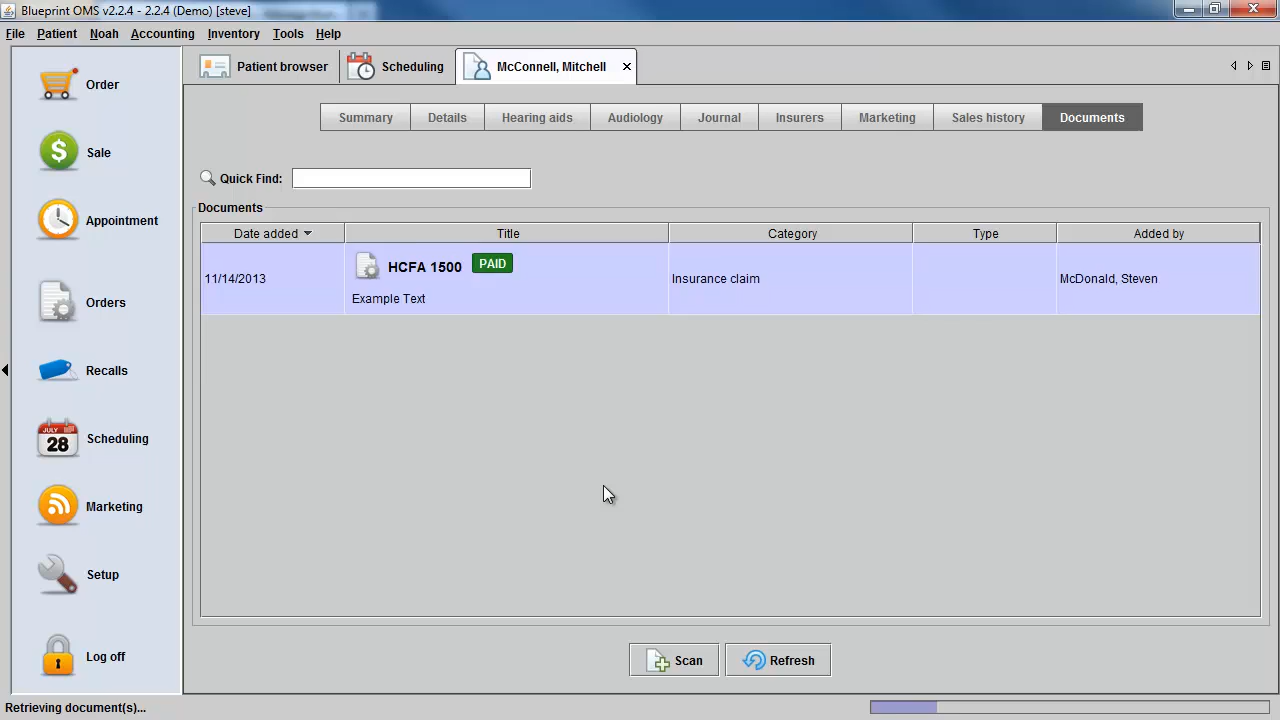 Blueprint OMS v2.2.4 - 2.2.4 (Demo) [steve]
File Patient Noah Accounting Inventory Tools Help
Order
Sale
Appointment
Orders
Recalls
JULY
28
Scheduling
Marketing
Setup
Log off
Patient browser Scheduling McConnell, Mitchell
Summary Details Hearing aids Audiology Journal Insurers Marketing Sales history Documents
Quick Find:
Documents
Date added Title Category Type Added by
11/14/2013 HCFA 1500 PAID Insurance claim McDonald, Steven
Example Text
Scan Refresh
Retrieving document(s)...